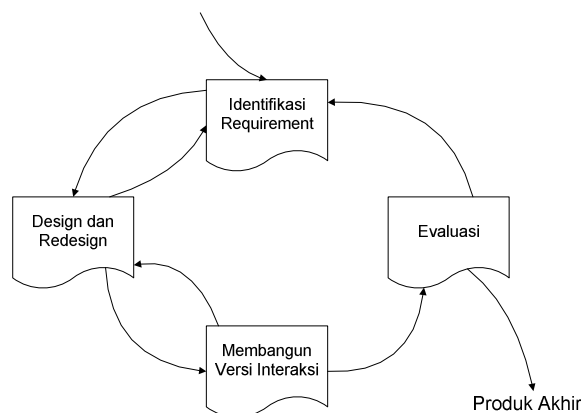 Identifikasi
Requirement
Design dan
Redesign
Evaluasi
Membangun
Versi Interaksi
Produk Akhir